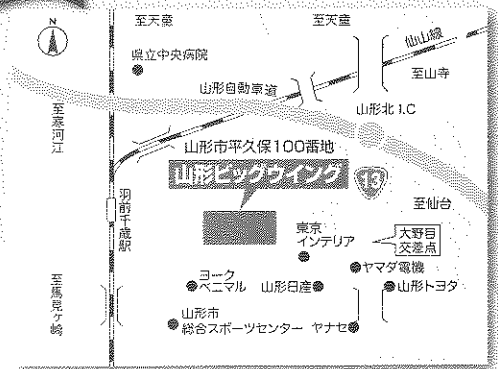 至天童
至天童
N
仙山線
県立中央病院
至山寺
山形自動車道
山形北I.C
至寒河江
山形市平久保100番地
山形ビッグウイング
13
至仙台
羽前千歳駅
東京
インテリア
大野目
交差点
ヤマダ電機
ヨーク
ベニマル
山形日産
山形トヨタ
至馬見ヶ崎
山形市
総合スポーツセンター
ヤナセ